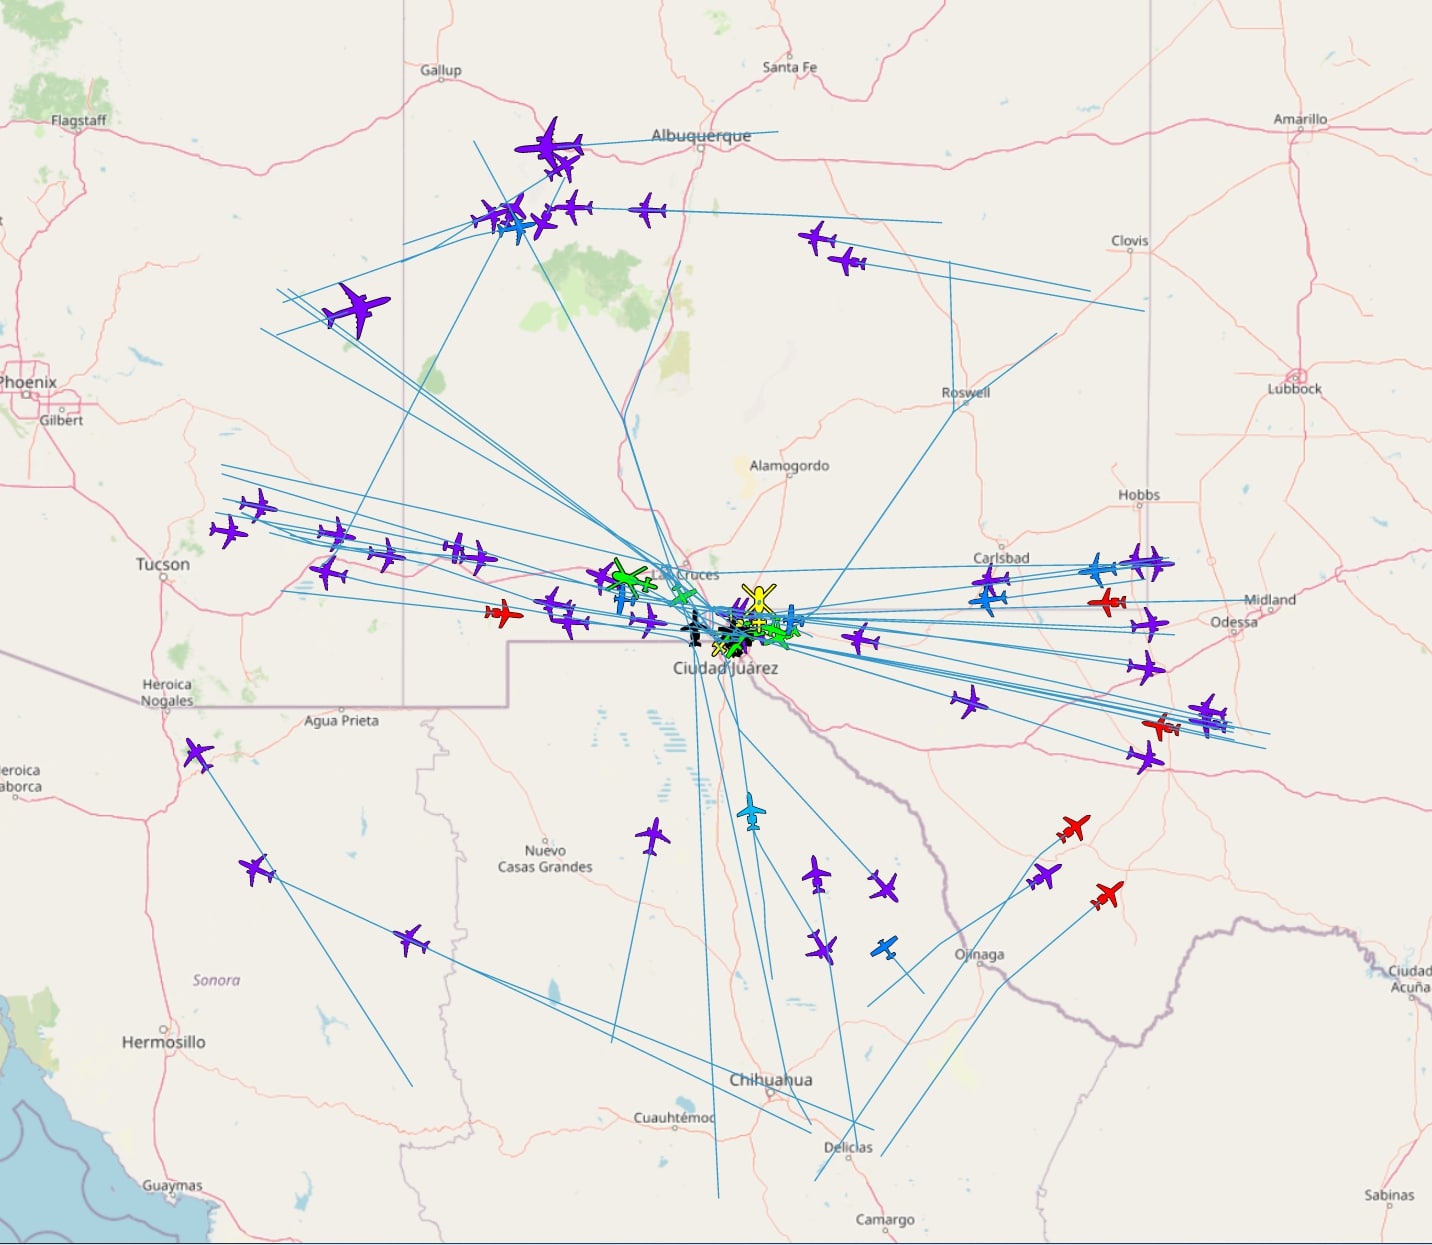 Gallup
Santa Fe
Flagstaff
Albuquerque
Amarillo
Clovis
Phoenix
Gilbert
Roswell
Lubbock
Alamogordo
Hobbs
Tucson
Carlsbad
Las Cruces
Midland
Odessa
Ciudad Juárez
Heroica
Nogales
Agua Prieta
eroica
aborca
Nuevo
Casas Grandes
Ojinaga
Sonora
Ciudad
Acuña
Hermosillo
Chihuahua
Cuauhtémoc
Delicias
Guaymas
Sabinas
Camargo